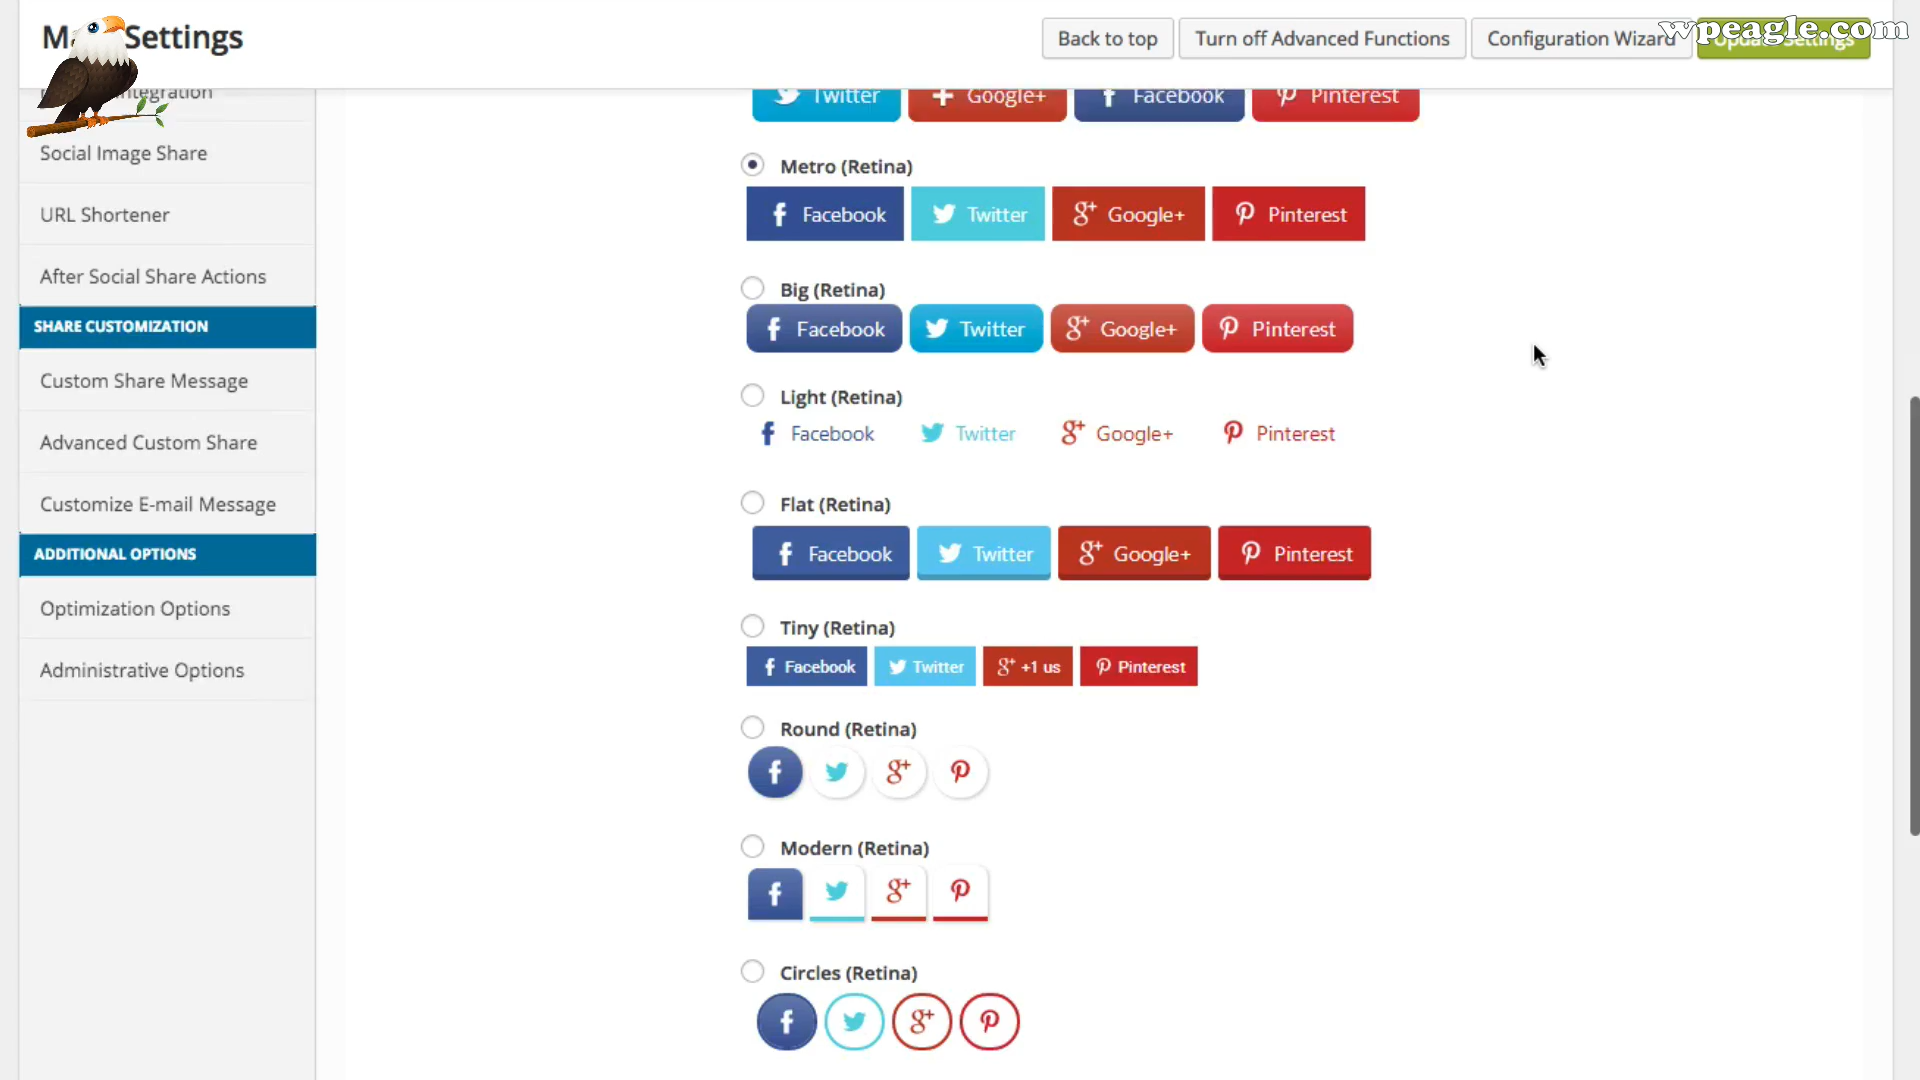 Settings
Back to top
Turn off Advanced Functions
Configuration Wizard
Update Settings
wpeagle.com
Integration
Social Image Share
URL Shortener
After Social Share Actions
SHARE CUSTOMIZATION
Custom Share Message
Advanced Custom Share
Customize E-mail Message
ADDITIONAL OPTIONS
Optimization Options
Administrative Options
Twitter Google+ Facebook Pinterest
Metro (Retina)
Facebook Twitter Google+ Pinterest
Big (Retina)
Facebook Twitter Google+ Pinterest
Light (Retina)
Facebook Twitter Google+ Pinterest
Flat (Retina)
Facebook Twitter Google+ Pinterest
Tiny (Retina)
Facebook Twitter +1 us Pinterest
Round (Retina)
Modern (Retina)
Circles (Retina)